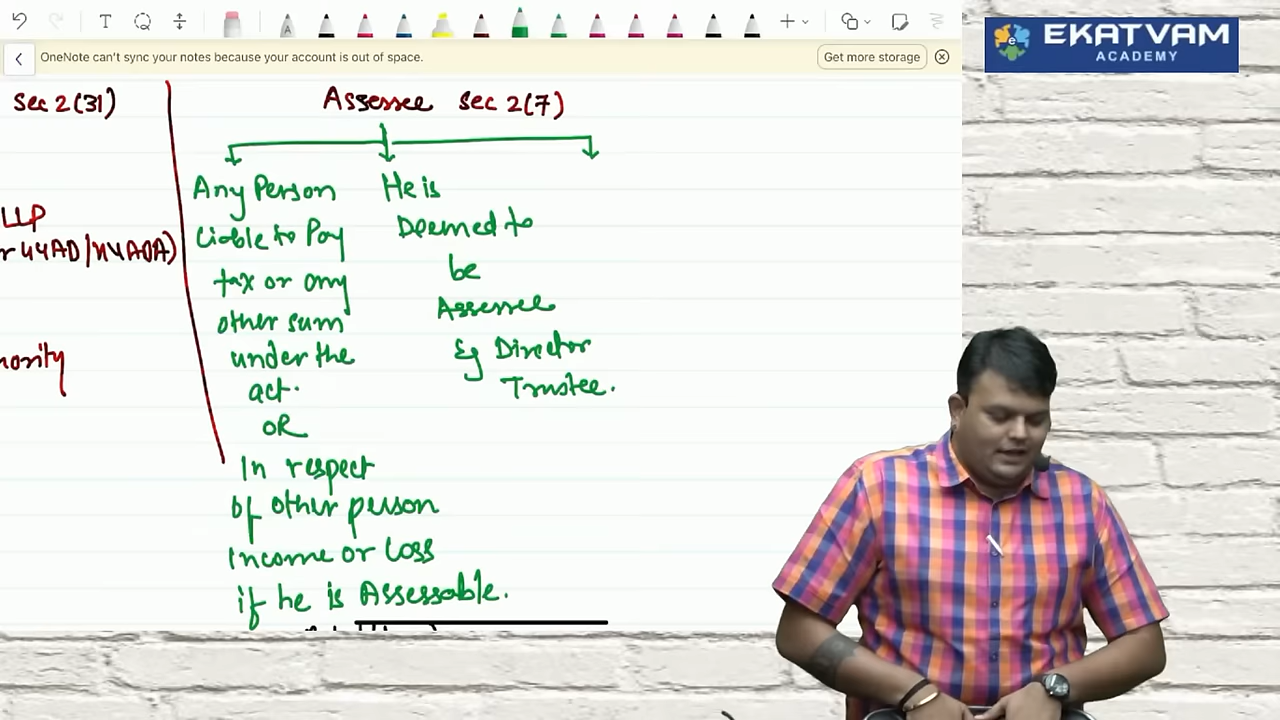 OneNote can't sync your notes because your account is out of space.
Get more storage
EKATVAM
ACADEMY
Sec 2(31)
LLP
r 44AD/44ADA)
nority
Assessee Sec 2(7)
Any Person
Liable to Pay
tax or any
other sum
under the
act.
OR
In respect
of other person
Income or Loss
if he is Assessable.
He is
Deemed to
be
Assessee
Eg Director
Trustee.